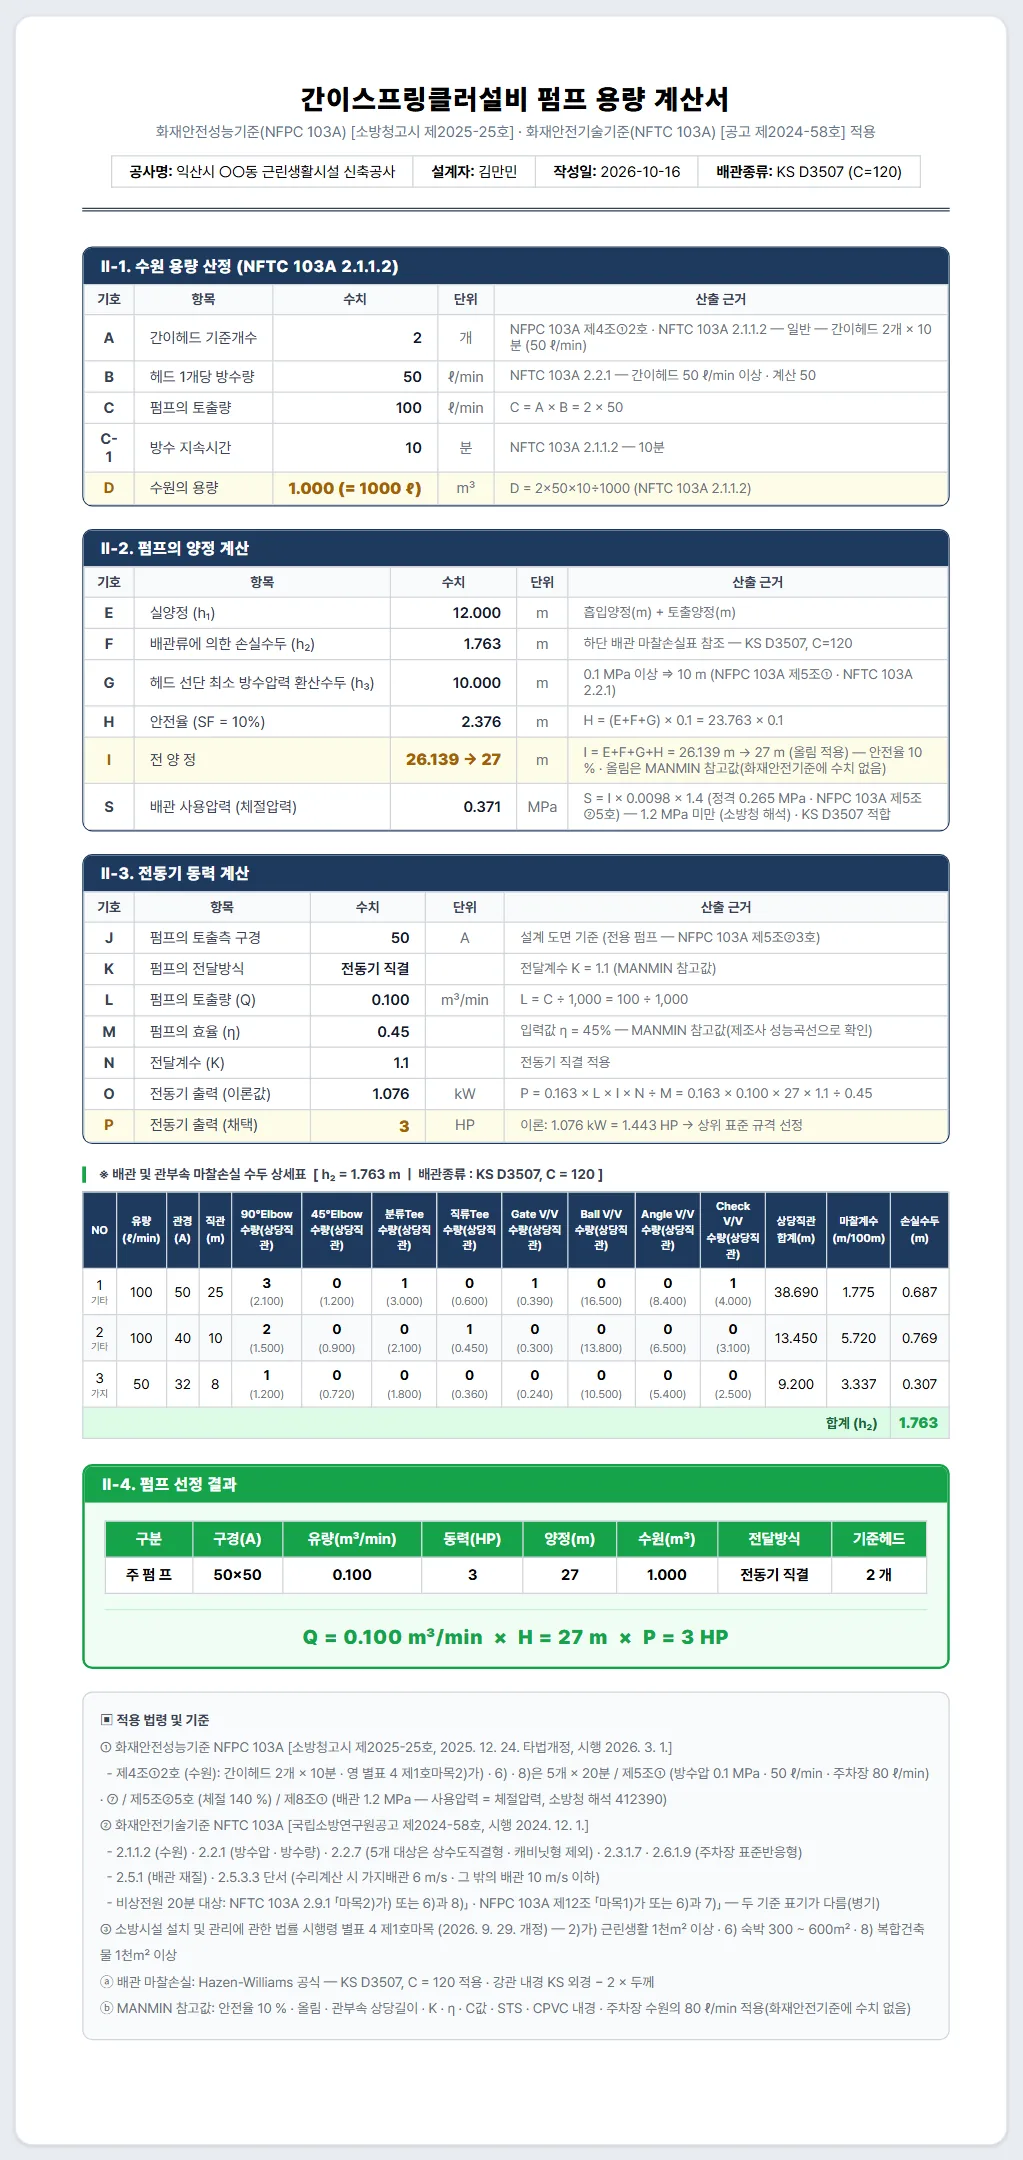 간이스프링클러설비 펌프 용량 계산서
화재안전성능기준(NFPC 103A) [소방청고시 제2025-25호] · 화재안전기술기준(NFTC 103A) [공고 제2024-58호] 적용
공사명: 익산시 〇〇동 근린생활시설 신축공사 설계자: 김만민 작성일: 2026-10-16 배관종류: KS D3507 (C=120)
II-1. 수원 용량 산정 (NFTC 103A 2.1.1.2)
기호 항목 수치 단위 산출 근거
A 간이헤드 기준개수 2 개 NFPC 103A 제4조①2호 · NFTC 103A 2.1.1.2 — 일반 — 간이헤드 2개 × 10
분 (50 ℓ/min)
B 헤드 1개당 방수량 50 ℓ/min NFTC 103A 2.2.1 — 간이헤드 50 ℓ/min 이상 · 계산 50
C 펌프의 토출량 100 ℓ/min C = A × B = 2 × 50
C-
1 방수 지속시간 10 분 NFTC 103A 2.1.1.2 — 10분
D 수원의 용량 1.000 (= 1000 ℓ) m³ D = 2×50×10÷1000 (NFTC 103A 2.1.1.2)
II-2. 펌프의 양정 계산
기호 항목 수치 단위 산출 근거
E 실양정 (h₁) 12.000 m 흡입양정(m) + 토출양정(m)
F 배관류에 의한 손실수두 (h₂) 1.763 m 하단 배관 마찰손실표 참조 — KS D3507, C=120
G 헤드 선단 최소 방수압력 환산수두 (h₃) 10.000 m 0.1 MPa 이상 ⇒ 10 m (NFPC 103A 제5조① · NFTC 103A
2.2.1)
H 안전율 (SF = 10%) 2.376 m H = (E+F+G) × 0.1 = 23.763 × 0.1
I 전 양 정 26.139 → 27 m I = E+F+G+H = 26.139 m → 27 m (올림 적용) — 안전율 10
% · 올림은 MANMIN 참고값(화재안전기준에 수치 없음)
S 배관 사용압력 (체절압력) 0.371 MPa S = I × 0.0098 × 1.4 (정격 0.265 MPa · NFPC 103A 제5조
②5호) — 1.2 MPa 미만 (소방청 해석) · KS D3507 적합
II-3. 전동기 동력 계산
기호 항목 수치 단위 산출 근거
J 펌프의 토출측 구경 50 A 설계 도면 기준 (전용 펌프 — NFPC 103A 제5조②3호)
K 펌프의 전달방식 전동기 직결 전달계수 K = 1.1 (MANMIN 참고값)
L 펌프의 토출량 (Q) 0.100 m³/min L = C ÷ 1,000 = 100 ÷ 1,000
M 펌프의 효율 (η) 0.45 입력값 η = 45% — MANMIN 참고값(제조사 성능곡선으로 확인)
N 전달계수 (K) 1.1 전동기 직결 적용
O 전동기 출력 (이론값) 1.076 kW P = 0.163 × L × I × N ÷ M = 0.163 × 0.100 × 27 × 1.1 ÷ 0.45
P 전동기 출력 (채택) 3 HP 이론: 1.076 kW = 1.443 HP → 상위 표준 규격 선정
※ 배관 및 관부속 마찰손실 수두 상세표 [ h₂ = 1.763 m | 배관종류 : KS D3507, C = 120 ]
NO 유량 (ℓ/min) 관경 (A) 직관 (m) 90°Elbow 수량(상당직관) 45°Elbow 수량(상당직관) 분류Tee 수량(상당직관) 직류Tee 수량(상당직관) Gate V/V 수량(상당직관) Ball V/V 수량(상당직관) Angle V/V 수량(상당직관) Check V/V 수량(상당직관) 상당직관 합계(m) 마찰계수 (m/100m) 손실수두 (m)
1 100 50 25 3 0 1 0 1 0 0 1 38.690 1.775 0.687
기타 (2.100) (1.200) (3.000) (0.600) (0.390) (16.500) (8.400) (4.000)
2 100 40 10 2 0 0 1 0 0 0 0 13.450 5.720 0.769
기타 (1.500) (0.900) (2.100) (0.450) (0.300) (13.800) (6.500) (3.100)
3 50 32 8 1 0 0 0 0 0 0 0 9.200 3.337 0.307
가지 (1.200) (0.720) (1.800) (0.360) (0.240) (10.500) (5.400) (2.500)
합계 (h₂) 1.763
II-4. 펌프 선정 결과
구분 구경(A) 유량(m³/min) 동력(HP) 양정(m) 수원(m³) 전달방식 기준헤드
주 펌 프 50×50 0.100 3 27 1.000 전동기 직결 2 개
Q = 0.100 m³/min × H = 27 m × P = 3 HP
▣ 적용 법령 및 기준
① 화재안전성능기준 NFPC 103A [소방청고시 제2025-25호, 2025. 12. 24. 타법개정, 시행 2026. 3. 1.]
- 제4조①2호 (수원): 간이헤드 2개 × 10분 · 영 별표 4 제1호마목2)가) · 6) · 8)은 5개 × 20분 / 제5조① (방수압 0.1 MPa · 50 ℓ/min · 주차장 80 ℓ/min)
· ⑦ / 제5조②5호 (체절 140 %) / 제8조① (배관 1.2 MPa — 사용압력 = 체절압력, 소방청 해석 412390)
② 화재안전기술기준 NFTC 103A [국립소방연구원공고 제2024-58호, 시행 2024. 12. 1.]
- 2.1.1.2 (수원) · 2.2.1 (방수압 · 방수량) · 2.2.7 (5개 대상은 상수도직결형 · 캐비닛형 제외) · 2.3.1.7 · 2.6.1.9 (주차장 표준반응형)
- 2.5.1 (배관 재질) · 2.5.3.3 단서 (수리계산 시 가지배관 6 m/s · 그 밖의 배관 10 m/s 이하)
- 비상전원 20분 대상: NFTC 103A 2.9.1 「마목2)가) 또는 6)과 8)」 · NFPC 103A 제12조 「마목1)가 또는 6)과 7)」 — 두 기준 표기가 다름(병기)
③ 소방시설 설치 및 관리에 관한 법률 시행령 별표 4 제1호마목 (2026. 9. 29. 개정) — 2)가) 근린생활 1천m² 이상 · 6) 숙박 300 ~ 600m² · 8) 복합건축
물 1천m² 이상
ⓐ 배관 마찰손실: Hazen-Williams 공식 — KS D3507, C = 120 적용 · 강관 내경 KS 외경 − 2 × 두께
ⓑ MANMIN 참고값: 안전율 10 % · 올림 · 관부속 상당길이 · K · η · C값 · STS · CPVC 내경 · 주차장 수원의 80 ℓ/min 적용(화재안전기준에 수치 없음)